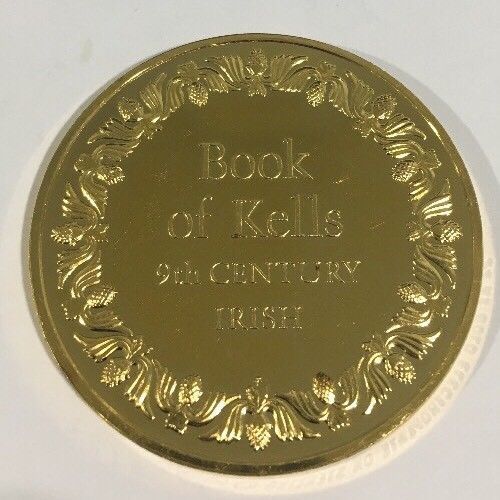 Book
of Kells
9th CENTURY
IRISH